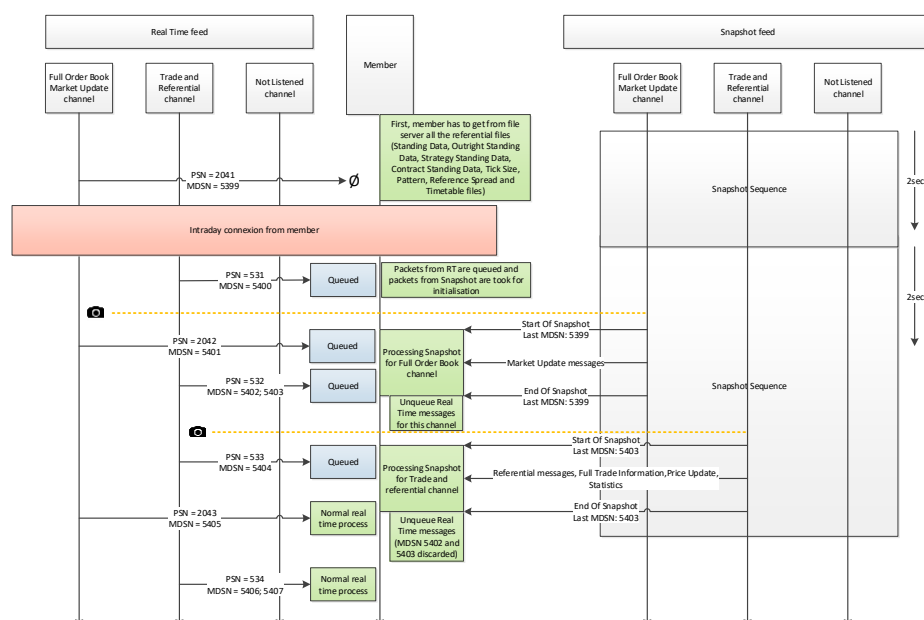 Real Time feed
Snapshot feed
Member
Full Order Book
Market Update
channel
Trade and
Referential
channel
Not Listened
channel
Full Order Book
Market Update
channel
Trade and
Referential
channel
Not Listened
channel
First, member has to get from file
server all the referential files
(Standing Data, Outright Standing
Data, Strategy Standing Data,
Contract Standing Data, Tick Size,
Pattern, Reference Spread and
Timetable files)
PSN = 2041
MDSN = 5399
Ø
Snapshot Sequence
2sec
Intraday connexion from member
PSN = 531
MDSN = 5400
Queued
Packets from RT are queued and
packets from Snapshot are took for
initialisation
2sec
Start Of Snapshot
Last MDSN: 5399
PSN = 2042
MDSN = 5401
Queued
Processing Snapshot
for Full Order Book
channel
Market Update messages
PSN = 532
MDSN = 5402; 5403
Queued
Snapshot Sequence
End Of Snapshot
Last MDSN: 5399
Unqueue Real
Time messages
for this channel
Start Of Snapshot
Last MDSN: 5403
PSN = 533
MDSN = 5404
Queued
Processing Snapshot
for Trade and
referential channel
Referential messages, Full Trade Information,Price Update,
Statistics
End Of Snapshot
Last MDSN: 5403
PSN = 2043
MDSN = 5405
Normal real
time process
Unqueue Real
Time messages
(MDSN 5402 and
5403 discarded)
PSN = 534
MDSN = 5406; 5407
Normal real
time process